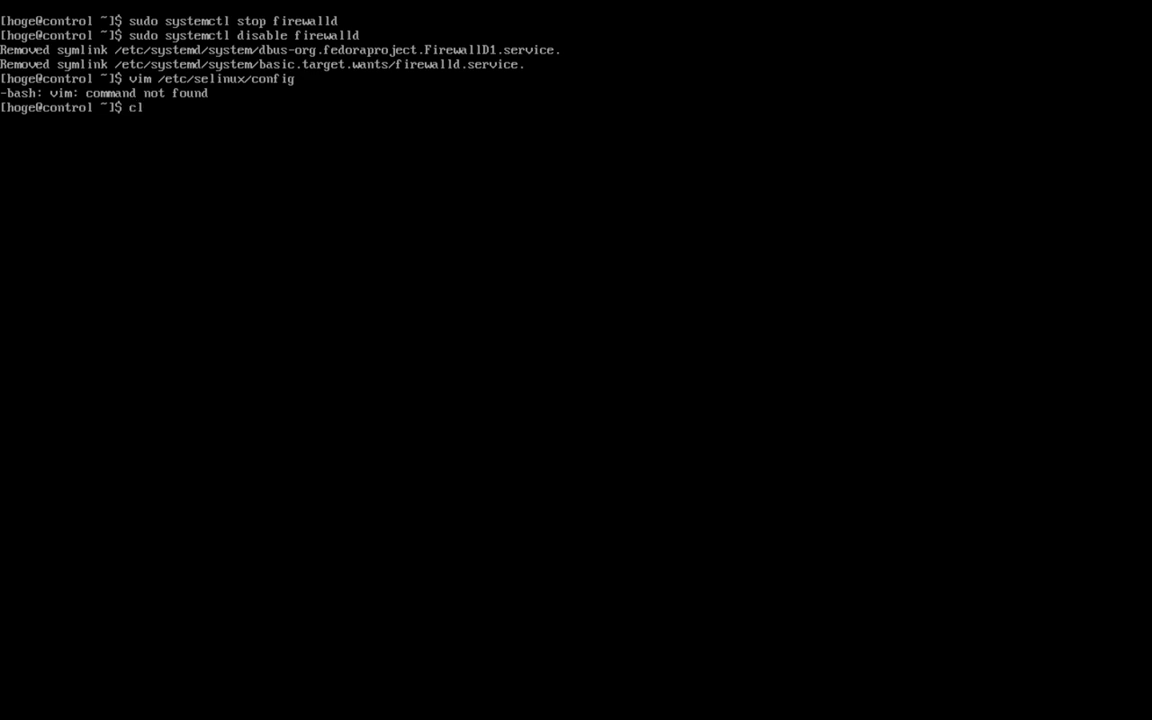 [hoge@control ~]$ sudo systemctl stop firewalld
[hoge@control ~]$ sudo systemctl disable firewalld
Removed symlink /etc/systemd/system/dbus-org.fedoraproject.FirewallD1.service.
Removed symlink /etc/systemd/system/basic.target.wants/firewalld.service.
[hoge@control ~]$ vim /etc/selinux/config
-bash: vim: command not found
[hoge@control ~]$ cl